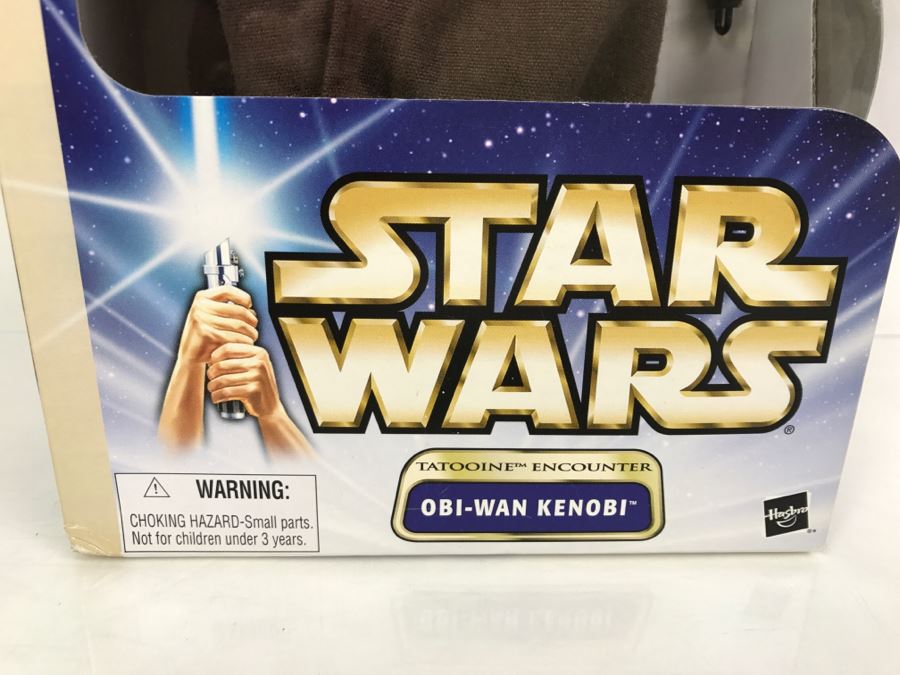 STAR
WARS®
TATOOINE™ ENCOUNTER
OBI-WAN KENOBI™
⚠ WARNING:
CHOKING HAZARD-Small parts.
Not for children under 3 years.
Hasbro